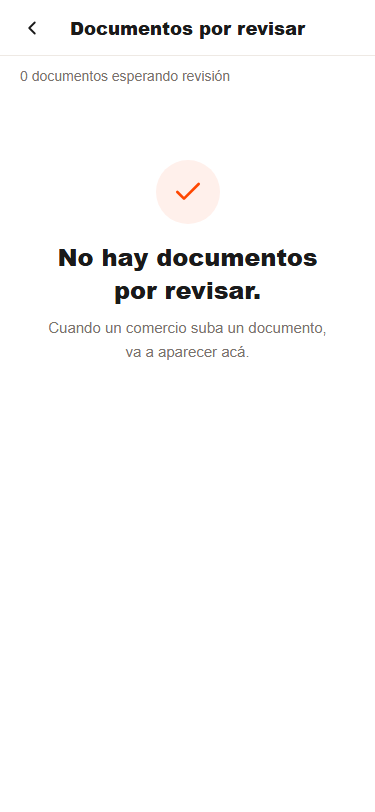 Documentos por revisar
0 documentos esperando revisión
No hay documentos
por revisar.
Cuando un comercio suba un documento,
va a aparecer acá.